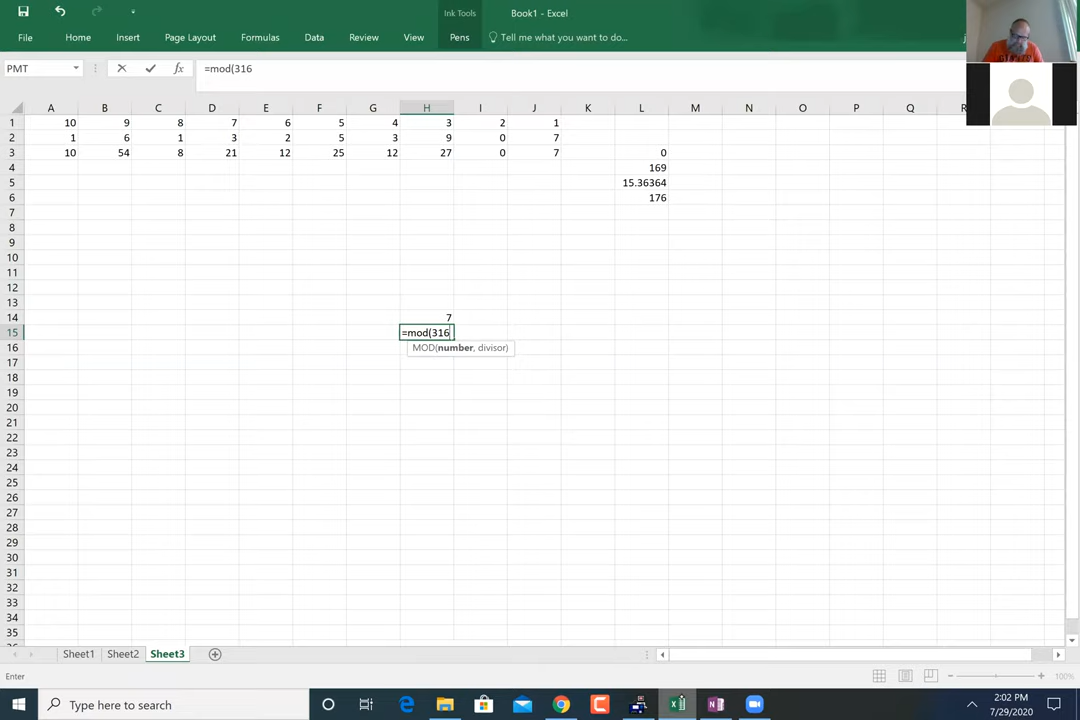 Ink Tools
Book1 - Excel
File Home Insert Page Layout Formulas Data Review View Pens Tell me what you want to do...
PMT fx =mod(316
A B C D E F G H I J K L M N O P Q R
1 10 9 8 7 6 5 4 3 2 1
2 1 6 1 3 2 5 3 9 0 7
3 10 54 8 21 12 25 12 27 0 7 0
4 169
5 15.36364
6 176
7
8
9
10
11
12
13
14 7
15 =mod(316
16 MOD(number, divisor)
17
18
19
20
21
22
23
24
25
26
27
28
29
30
31
32
33
34
35
Sheet1 Sheet2 Sheet3
Enter 100%
Type here to search
2:02 PM
7/29/2020